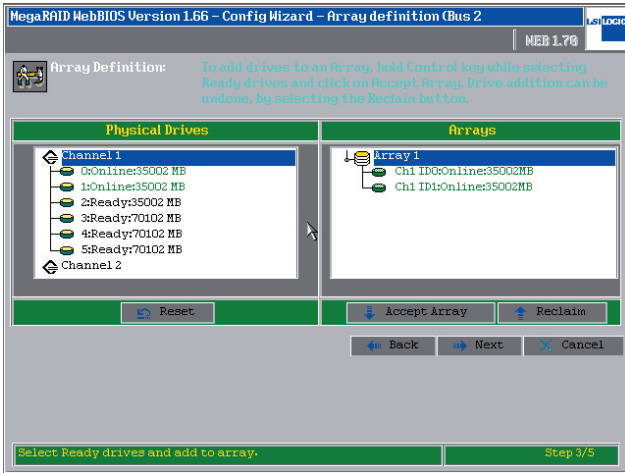 MegaRAID WebBIOS Version 1.66 - Config Wizard - Array definition (Bus 2
LSI LOGIC
WEB 1.70
Array Definition:
To add drives to an Array, hold Control key while selecting
Ready drives and click on Accept Array. Drive addition can be
undone, by selecting the Reclaim button.
Physical Drives
Arrays
Channel 1
0:Online:35002 MB
1:Online:35002 MB
2:Ready:35002 MB
3:Ready:70102 MB
4:Ready:70102 MB
5:Ready:70102 MB
Channel 2
Array 1
Ch1 ID0:Online:35002MB
Ch1 ID1:Online:35002MB
Reset
Accept Array
Reclaim
Back
Next
Cancel
Select Ready drives and add to array.
Step 3/5